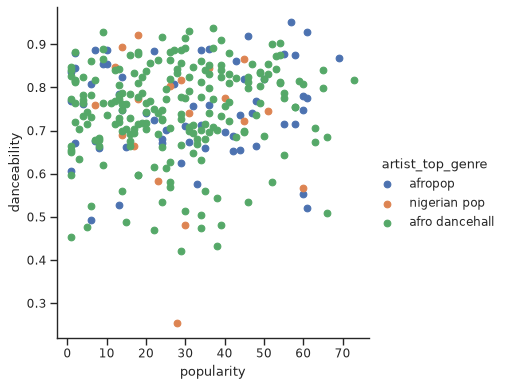 0.9
0.8
0.7
0.6
0.5
0.4
0.3
danceability
0 10 20 30 40 50 60 70
popularity
artist_top_genre
afropop
nigerian pop
afro dancehall